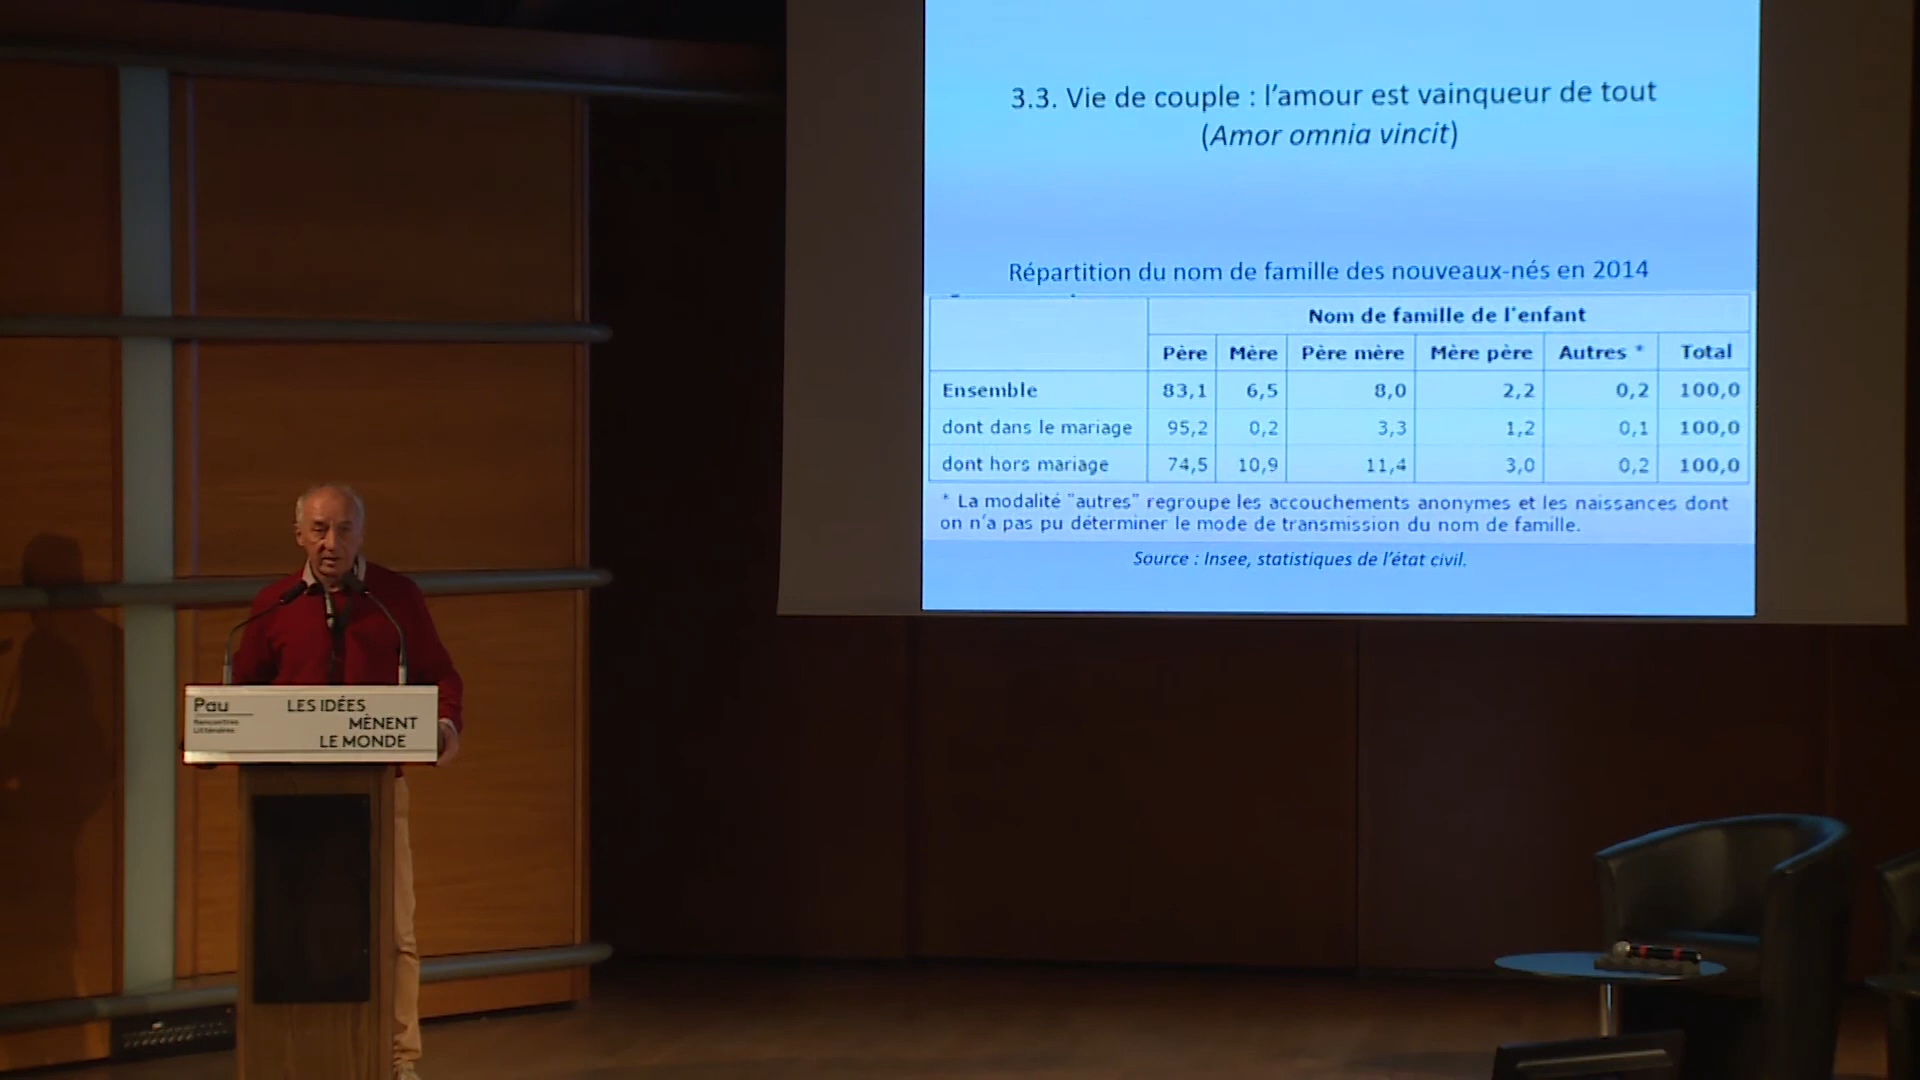 3.3. Vie de couple : l’amour est vainqueur de tout
(Amor omnia vincit)
Répartition du nom de famille des nouveaux-nés en 2014
Nom de famille de l'enfant
Père Mère Père mère Mère père Autres * Total
Ensemble 83,1 6,5 8,0 2,2 0,2 100,0
dont dans le mariage 95,2 0,2 3,3 1,2 0,1 100,0
dont hors mariage 74,5 10,9 11,4 3,0 0,2 100,0
* La modalité "autres" regroupe les accouchements anonymes et les naissances dont
on n'a pas pu déterminer le mode de transmission du nom de famille.
Source : Insee, statistiques de l’état civil.
Pau
Rencontres
Littéraires
LES IDÉES
MÈNENT
LE MONDE